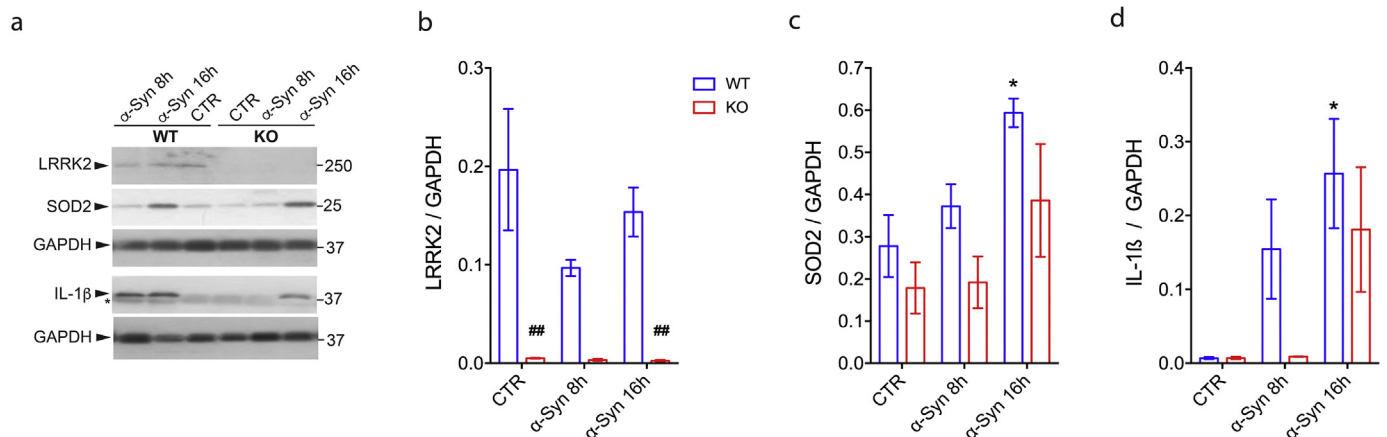 a
α-Syn 8h
α-Syn 16h
CTR
CTR
α-Syn 8h
α-Syn 16h
WT
KO
LRRK2
250
SOD2
25
GAPDH
37
IL-1β
37
*
GAPDH
37
b
0.3
0.2
0.1
0.0
LRRK2 / GAPDH
WT
KO
##
##
CTR
α-Syn 8h
α-Syn 16h
c
0.7
0.6
0.5
0.4
0.3
0.2
0.1
0.0
SOD2 / GAPDH
*
CTR
α-Syn 8h
α-Syn 16h
d
0.4
0.3
0.2
0.1
0.0
IL-1ß / GAPDH
*
CTR
α-Syn 8h
α-Syn 16h